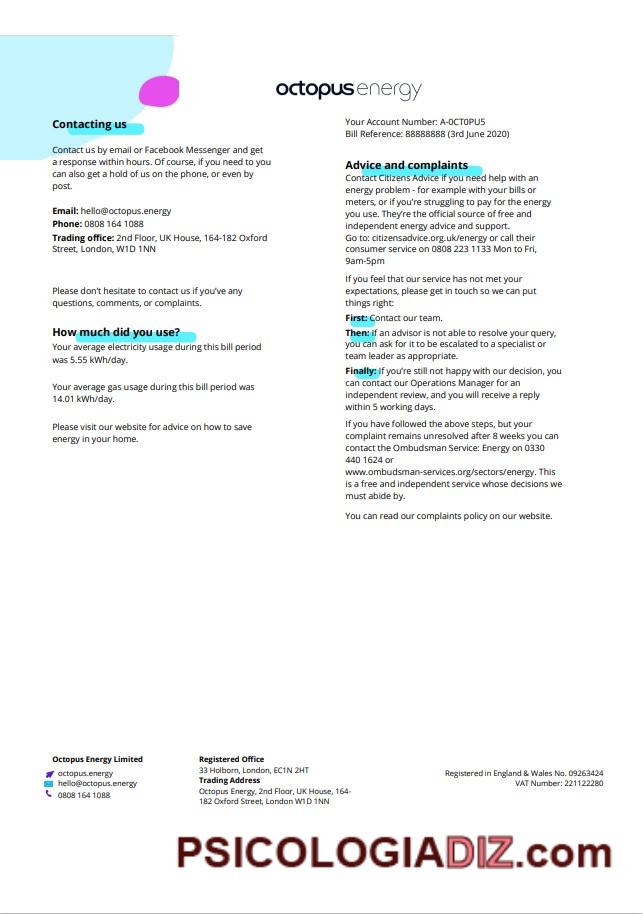 octopusenergy
Contacting us
Contact us by email or Facebook Messenger and get
a response within hours. Of course, if you need to you
can also get a hold of us on the phone, or even by
post.
Email: hello@octopus.energy
Phone: 0808 164 1088
Trading office: 2nd Floor, UK House, 164-182 Oxford
Street, London, W1D 1NN
Please don't hesitate to contact us if you've any
questions, comments, or complaints.
How much did you use?
Your average electricity usage during this bill period
was 5.55 kWh/day.
Your average gas usage during this bill period was
14.01 kWh/day.
Please visit our website for advice on how to save
energy in your home.
Your Account Number: A-0CT0PU5
Bill Reference: 88888888 (3rd June 2020)
Advice and complaints
Contact Citizens Advice if you need help with an
energy problem - for example with your bills or
meters, or if you're struggling to pay for the energy
you use. They're the official source of free and
independent energy advice and support.
Go to: citizensadvice.org.uk/energy or call their
consumer service on 0808 223 1133 Mon to Fri,
9am-5pm
If you feel that our service has not met your
expectations, please get in touch so we can put
things right:
First: Contact our team.
Then: If an advisor is not able to resolve your query,
you can ask for it to be escalated to a specialist or
team leader as appropriate.
Finally: If you're still not happy with our decision, you
can contact our Operations Manager for an
independent review, and you will receive a reply
within 5 working days.
If you have followed the above steps, but your
complaint remains unresolved after 8 weeks you can
contact the Ombudsman Service: Energy on 0330
440 1624 or
www.ombudsman-services.org/sectors/energy. This
is a free and independent service whose decisions we
must abide by.
You can read our complaints policy on our website.
Octopus Energy Limited
octopus.energy
hello@octopus.energy
0808 164 1088
Registered Office
33 Holborn, London, EC1N 2HT
Trading Address
Octopus Energy, 2nd Floor, UK House, 164-
182 Oxford Street, London W1D 1NN
Registered in England & Wales No. 09263424
VAT Number: 221122280
PSICOLOGIADIZ.com